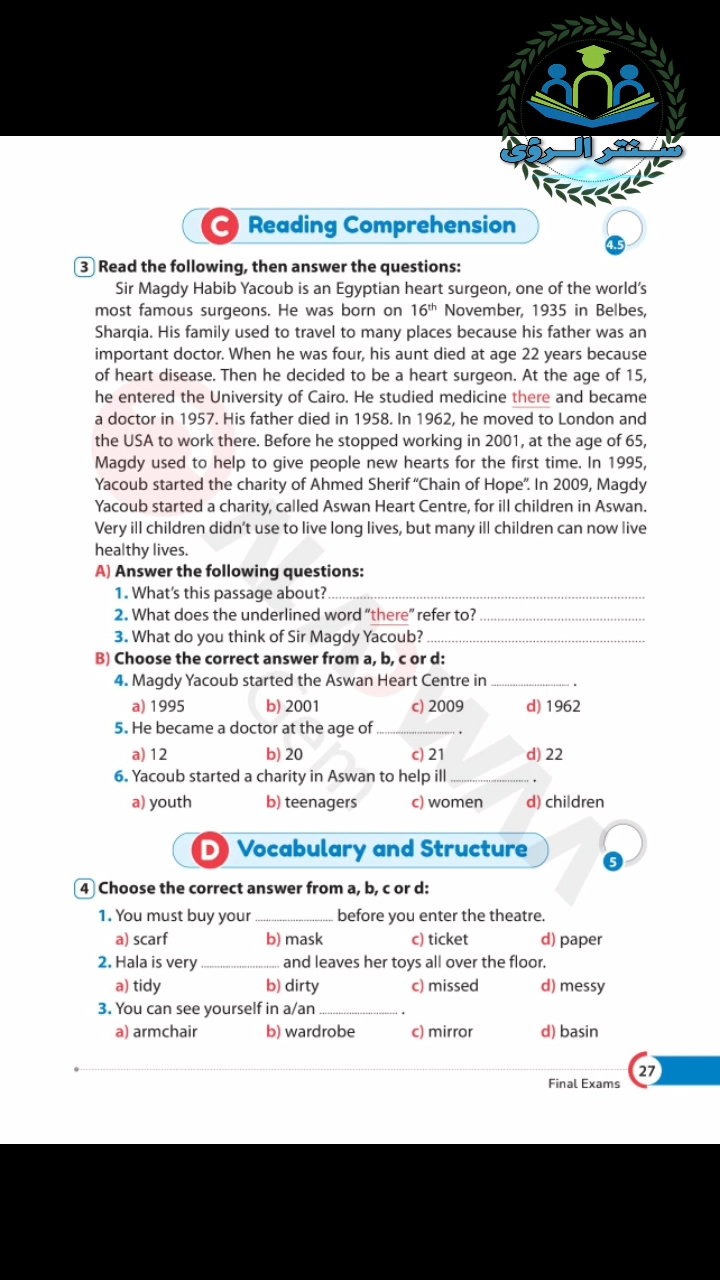 سنتر الرؤى
C Reading Comprehension
4.5
3 Read the following, then answer the questions:
Sir Magdy Habib Yacoub is an Egyptian heart surgeon, one of the world's
most famous surgeons. He was born on 16th November, 1935 in Belbes,
Sharqia. His family used to travel to many places because his father was an
important doctor. When he was four, his aunt died at age 22 years because
of heart disease. Then he decided to be a heart surgeon. At the age of 15,
he entered the University of Cairo. He studied medicine there and became
a doctor in 1957. His father died in 1958. In 1962, he moved to London and
the USA to work there. Before he stopped working in 2001, at the age of 65,
Magdy used to help to give people new hearts for the first time. In 1995,
Yacoub started the charity of Ahmed Sherif "Chain of Hope". In 2009, Magdy
Yacoub started a charity, called Aswan Heart Centre, for ill children in Aswan.
Very ill children didn't use to live long lives, but many ill children can now live
healthy lives.
A) Answer the following questions:
1. What's this passage about? ....................
2. What does the underlined word "there" refer to? ....................
3. What do you think of Sir Magdy Yacoub? ....................
B) Choose the correct answer from a, b, c or d:
4. Magdy Yacoub started the Aswan Heart Centre in .................... .
a) 1995 b) 2001 c) 2009 d) 1962
5. He became a doctor at the age of .................... .
a) 12 b) 20 c) 21 d) 22
6. Yacoub started a charity in Aswan to help ill .................... .
a) youth b) teenagers c) women d) children
D Vocabulary and Structure
5
4 Choose the correct answer from a, b, c or d:
1. You must buy your .................... before you enter the theatre.
a) scarf b) mask c) ticket d) paper
2. Hala is very .................... and leaves her toys all over the floor.
a) tidy b) dirty c) missed d) messy
3. You can see yourself in a/an .................... .
a) armchair b) wardrobe c) mirror d) basin
27
Final Exams